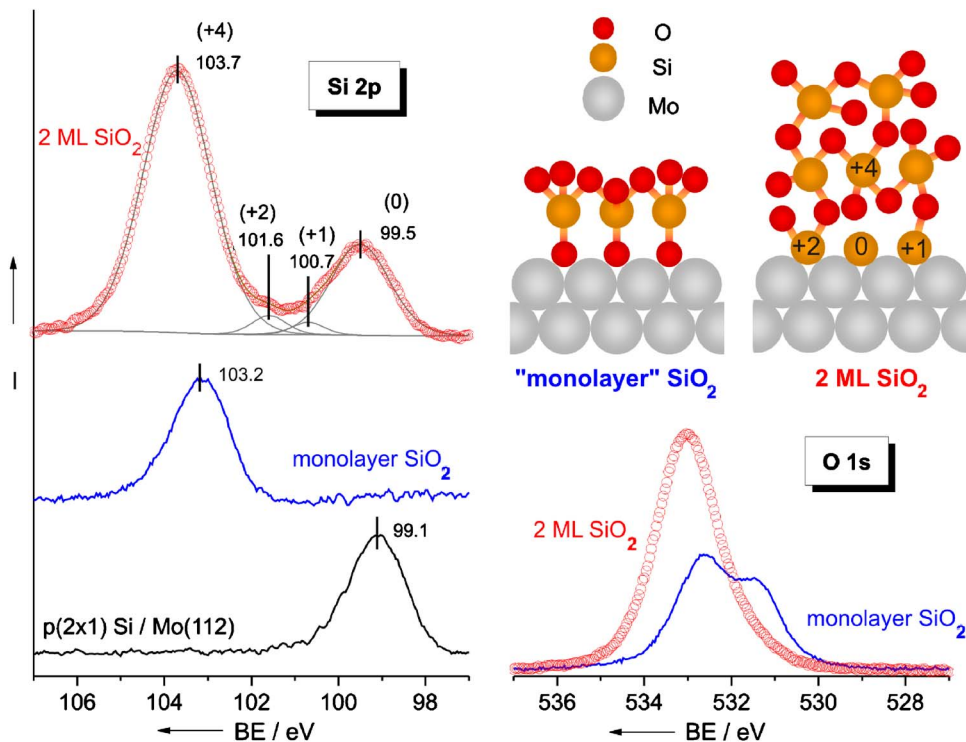 (+4)
103.7
Si 2p
2 ML SiO2
(+2)
101.6
(+1)
100.7
(0)
99.5
I
103.2
monolayer SiO2
99.1
p(2x1) Si / Mo(112)
106 104 102 100 98
BE / eV
O
Si
Mo
+4
+2 0 +1
"monolayer" SiO2
2 ML SiO2
O 1s
2 ML SiO2
monolayer SiO2
536 534 532 530 528
BE / eV